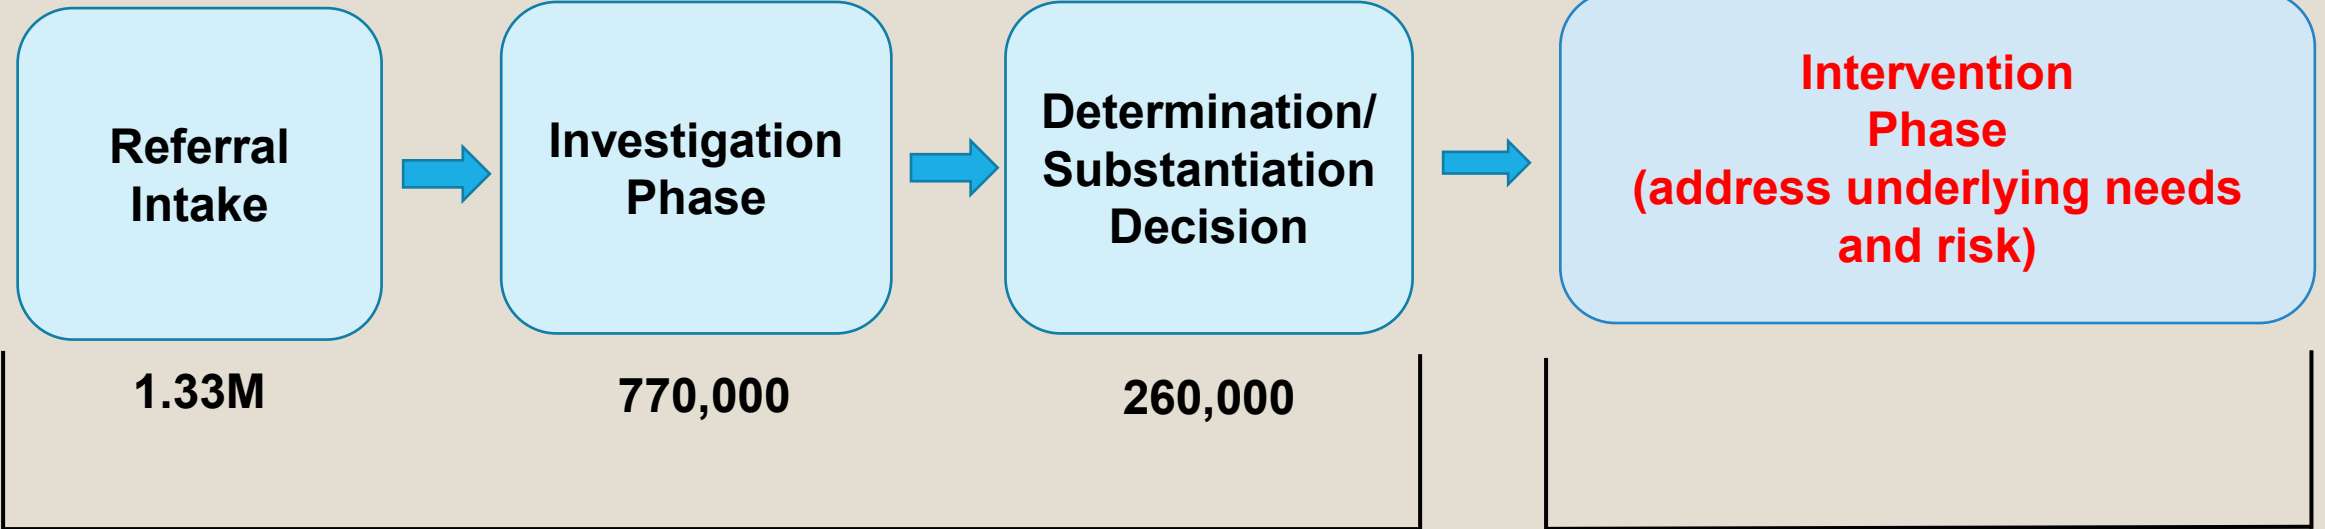 Referral
Intake
Investigation
Phase
Determination/
Substantiation
Decision
Intervention
Phase
(address underlying needs
and risk)
1.33M
770,000
260,000